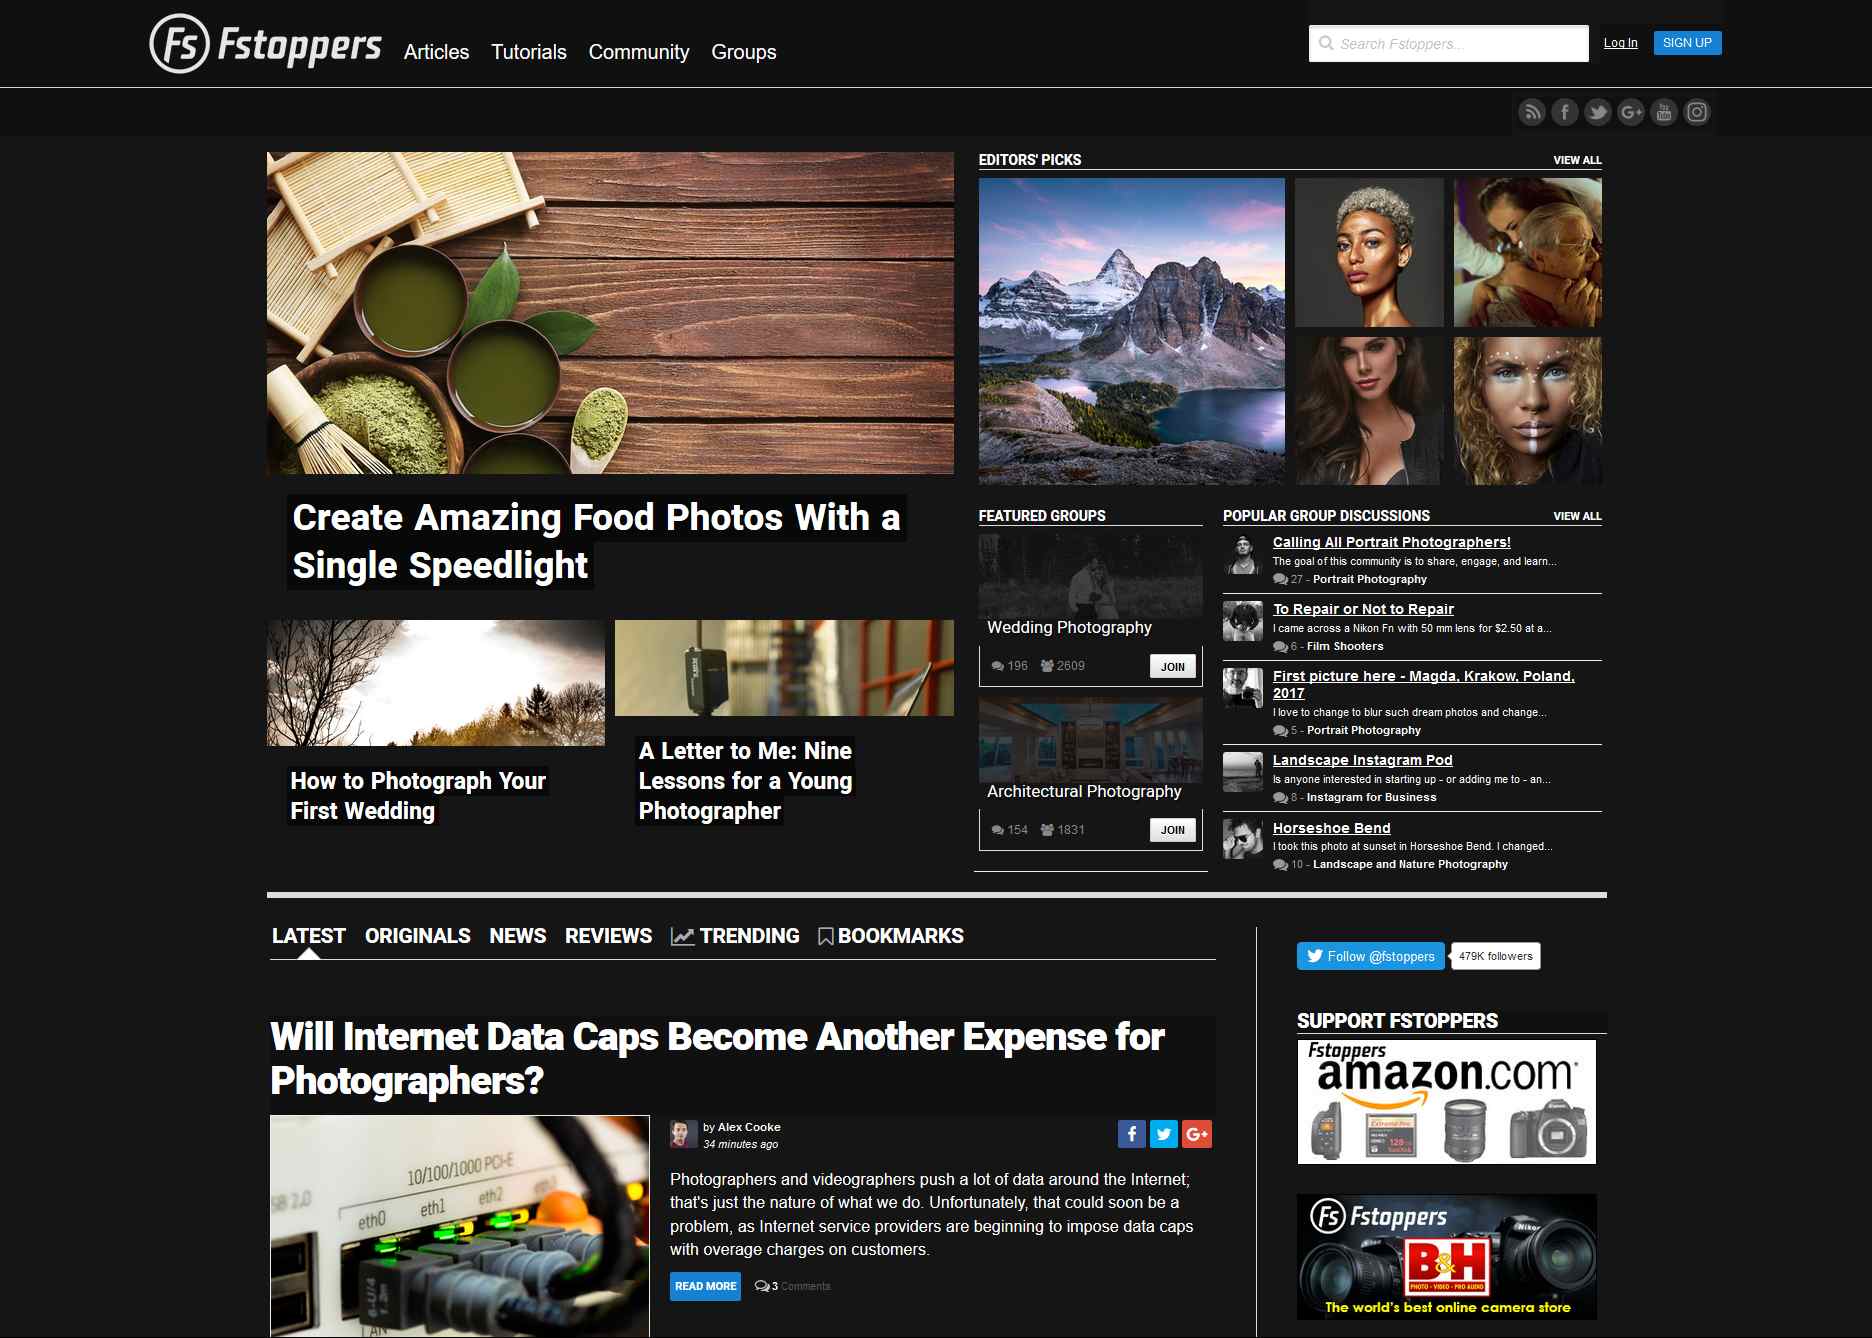 Fs Fstoppers
Articles Tutorials Community Groups
Search Fstoppers...
Log In
SIGN UP
EDITORS' PICKS
VIEW ALL
Create Amazing Food Photos With a
Single Speedlight
How to Photograph Your
First Wedding
A Letter to Me: Nine
Lessons for a Young
Photographer
FEATURED GROUPS
Wedding Photography
196 2609 JOIN
Architectural Photography
154 1831 JOIN
POPULAR GROUP DISCUSSIONS
VIEW ALL
Calling All Portrait Photographers!
The goal of this community is to share, engage, and learn...
27 - Portrait Photography
To Repair or Not to Repair
I came across a Nikon Fn with 50 mm lens for $2.50 at a...
6 - Film Shooters
First picture here - Magda, Krakow, Poland,
2017
I love to change to blur such dream photos and change...
5 - Portrait Photography
Landscape Instagram Pod
Is anyone interested in starting up - or adding me to - an...
8 - Instagram for Business
Horseshoe Bend
I took this photo at sunset in Horseshoe Bend. I changed...
10 - Landscape and Nature Photography
LATEST ORIGINALS NEWS REVIEWS TRENDING BOOKMARKS
Will Internet Data Caps Become Another Expense for
Photographers?
10/100/1000 PCI-E
SB 2.0
eth0 eth1 eth2
LAN
by Alex Cooke
34 minutes ago
Photographers and videographers push a lot of data around the Internet;
that's just the nature of what we do. Unfortunately, that could soon be a
problem, as Internet service providers are beginning to impose data caps
with overage charges on customers.
READ MORE
3 Comments
Follow @fstoppers
479K followers
SUPPORT FSTOPPERS
Fstoppers
amazon.com
Fs Fstoppers
Nikon
B&H
PHOTO - VIDEO - PRO AUDIO
The world's best online camera store